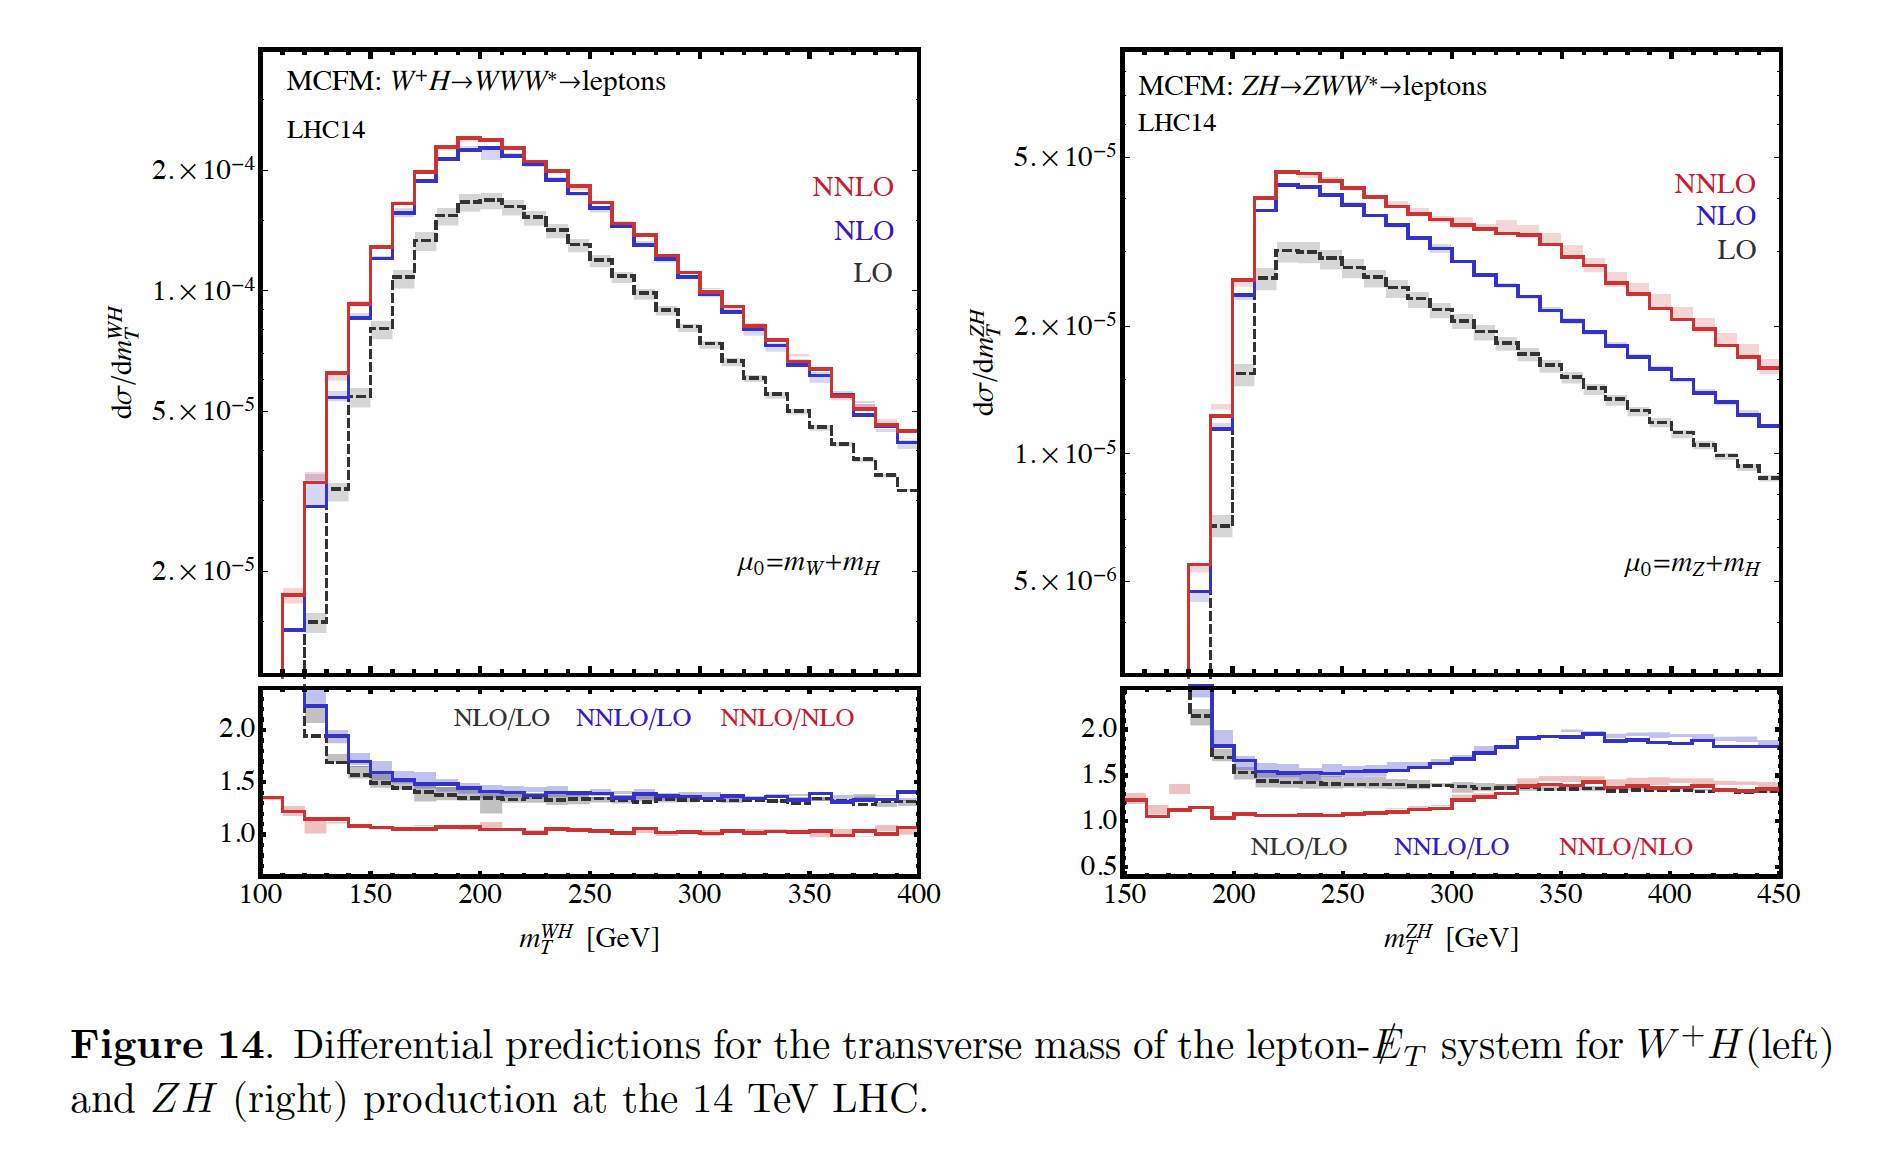 MCFM: W⁺H→WWW*→leptons
LHC14
NNLO
NLO
LO
μ₀=m_W+m_H
2.×10⁻⁴
1.×10⁻⁴
5.×10⁻⁵
2.×10⁻⁵
dσ/dm_T^{WH}
NLO/LO NNLO/LO NNLO/NLO
2.0
1.5
1.0
100 150 200 250 300 350 400
m_T^{WH} [GeV]
MCFM: ZH→ZWW*→leptons
LHC14
NNLO
NLO
LO
μ₀=m_Z+m_H
5.×10⁻⁵
2.×10⁻⁵
1.×10⁻⁵
5.×10⁻⁶
dσ/dm_T^{ZH}
2.0
1.5
1.0
0.5
NLO/LO NNLO/LO NNLO/NLO
150 200 250 300 350 400 450
m_T^{ZH} [GeV]
Figure 14. Differential predictions for the transverse mass of the lepton-E̸_T system for W⁺H(left)
and ZH (right) production at the 14 TeV LHC.